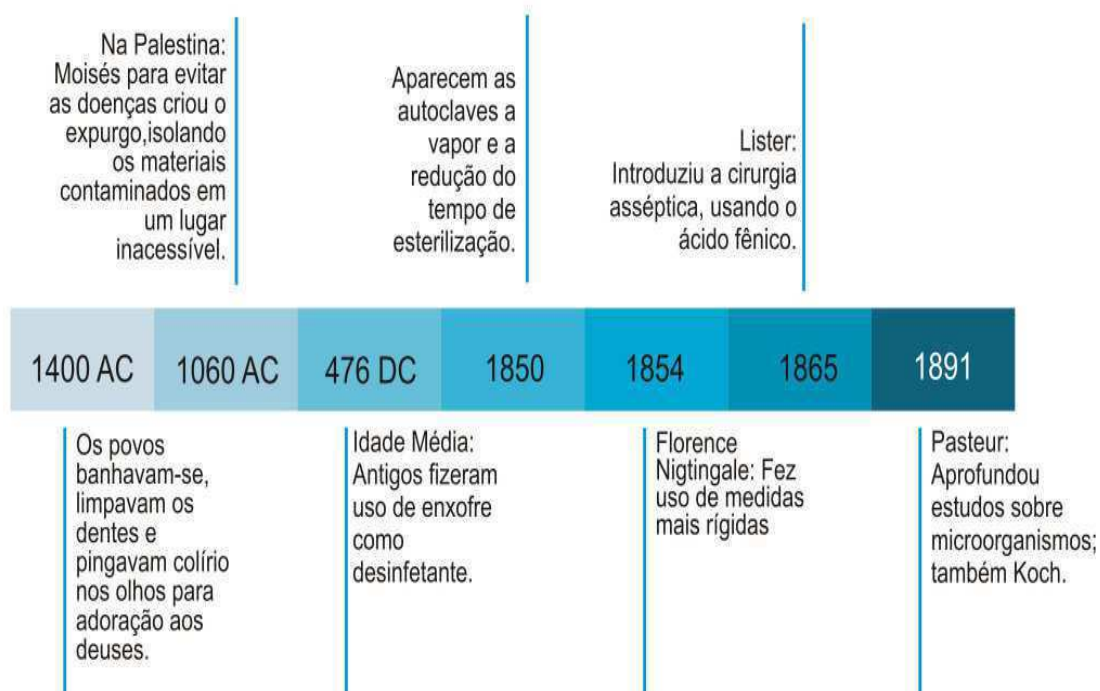 Na Palestina:
Moisés para evitar
as doenças criou o
expurgo,isolando
os materiais
contaminados em
um lugar
inacessível.
Aparecem as
autoclaves a
vapor e a
redução do
tempo de
esterilização.
Lister:
Introduziu a cirurgia
asséptica, usando o
ácido fênico.
1400 AC
1060 AC
476 DC
1850
1854
1865
1891
Os povos
banhavam-se,
limpavam os
dentes e
pingavam colírio
nos olhos para
adoração aos
deuses.
Idade Média:
Antigos fizeram
uso de enxofre
como
desinfetante.
Florence
Nigtingale: Fez
uso de medidas
mais rígidas
Pasteur:
Aprofundou
estudos sobre
microorganismos;
também Koch.